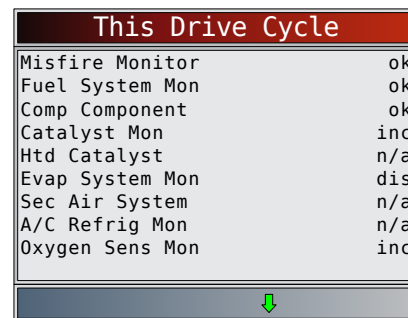 This Drive Cycle
Misfire Monitor ok
Fuel System Mon ok
Comp Component ok
Catalyst Mon inc
Htd Catalyst n/a
Evap System Mon dis
Sec Air System n/a
A/C Refrig Mon n/a
Oxygen Sens Mon inc